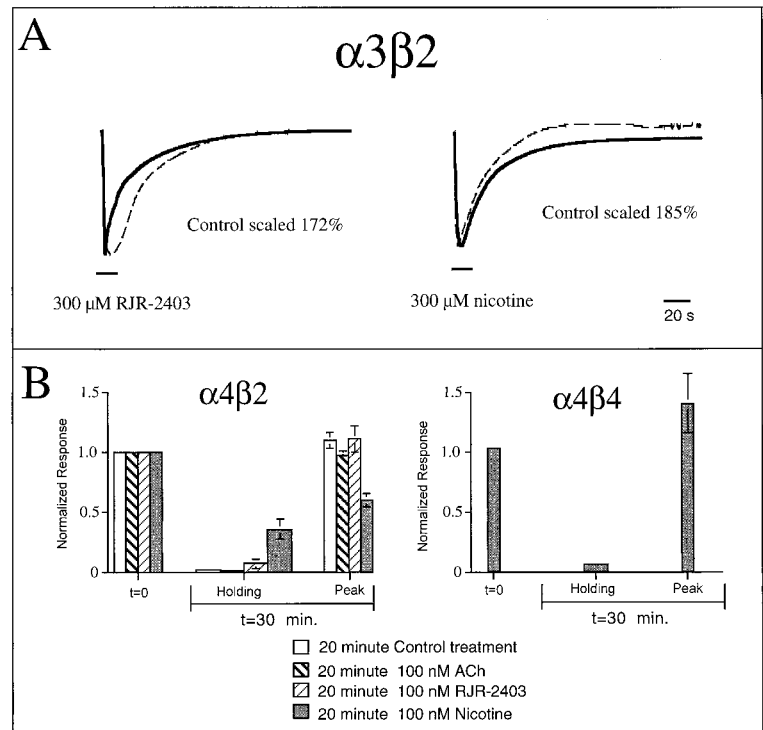 A
α3β2
Control scaled 172%
Control scaled 185%
300 µM RJR-2403
300 µM nicotine
20 s
B
α4β2
α4β4
Normalized Response
1.5
1.0
0.5
0
t=0
Holding
Peak
t=30 min.
Normalized Response
1.5
1.0
0.5
0
t=0
Holding
Peak
t=30 min.
20 minute Control treatment
20 minute 100 nM ACh
20 minute 100 nM RJR-2403
20 minute 100 nM Nicotine